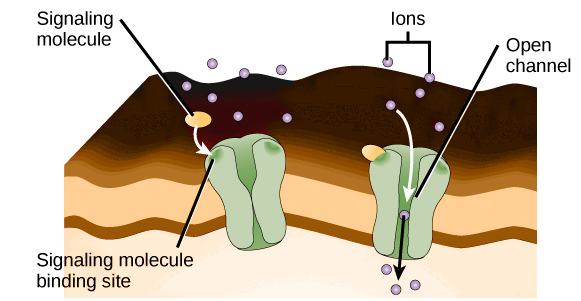 Signaling
molecule
Ions
Open
channel
Signaling molecule
binding site